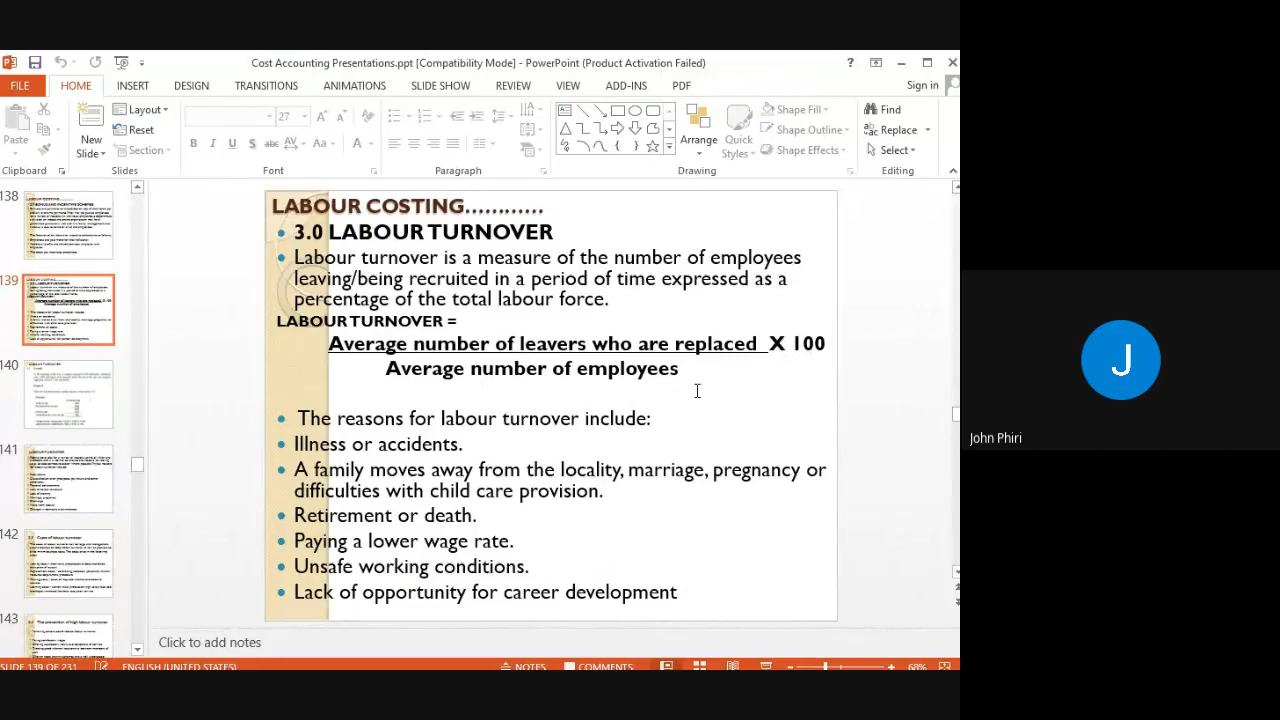 Cost Accounting Presentations.ppt [Compatibility Mode] - PowerPoint (Product Activation Failed)
FILE HOME INSERT DESIGN TRANSITIONS ANIMATIONS SLIDE SHOW REVIEW VIEW ADD-INS PDF Sign in
Paste New Slide Layout Reset Section 27 Arrange Quick Styles Shape Fill Shape Outline Shape Effects Find Replace Select
Clipboard Slides Font Paragraph Drawing Editing
138
139
140
141
142
143
LABOUR COSTING..........
3.0 LABOUR TURNOVER
Labour turnover is a measure of the number of employees
leaving/being recruited in a period of time expressed as a
percentage of the total labour force.
LABOUR TURNOVER =
Average number of leavers who are replaced X 100
Average number of employees
The reasons for labour turnover include:
Illness or accidents.
A family moves away from the locality, marriage, pregnancy or
difficulties with child care provision.
Retirement or death.
Paying a lower wage rate.
Unsafe working conditions.
Lack of opportunity for career development
Click to add notes
SLIDE 139 OF 231 ENGLISH (UNITED STATES) NOTES COMMENTS 68%
J
John Phiri